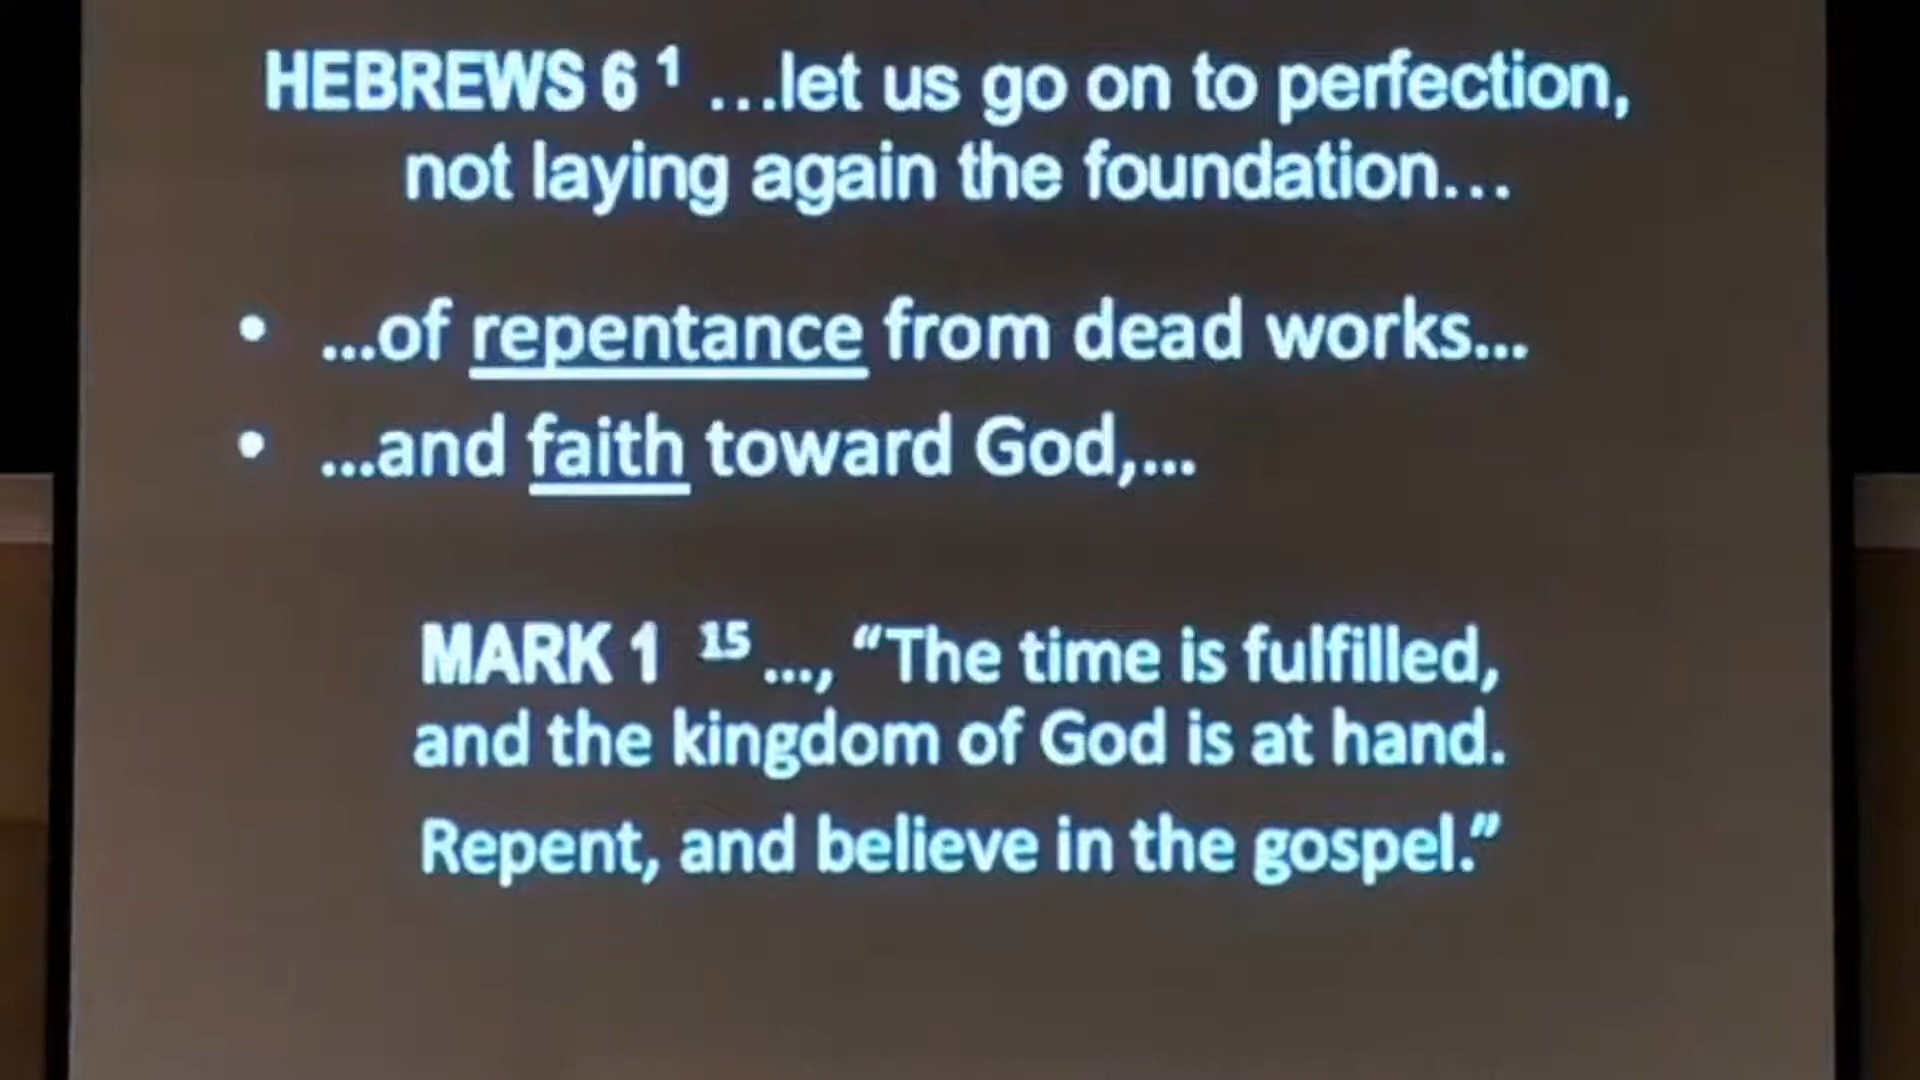 HEBREWS 6 1 ...let us go on to perfection,
not laying again the foundation...
• ...of repentance from dead works...
• ...and faith toward God,...
MARK 1 15 ..., “The time is fulfilled,
and the kingdom of God is at hand.
Repent, and believe in the gospel.”